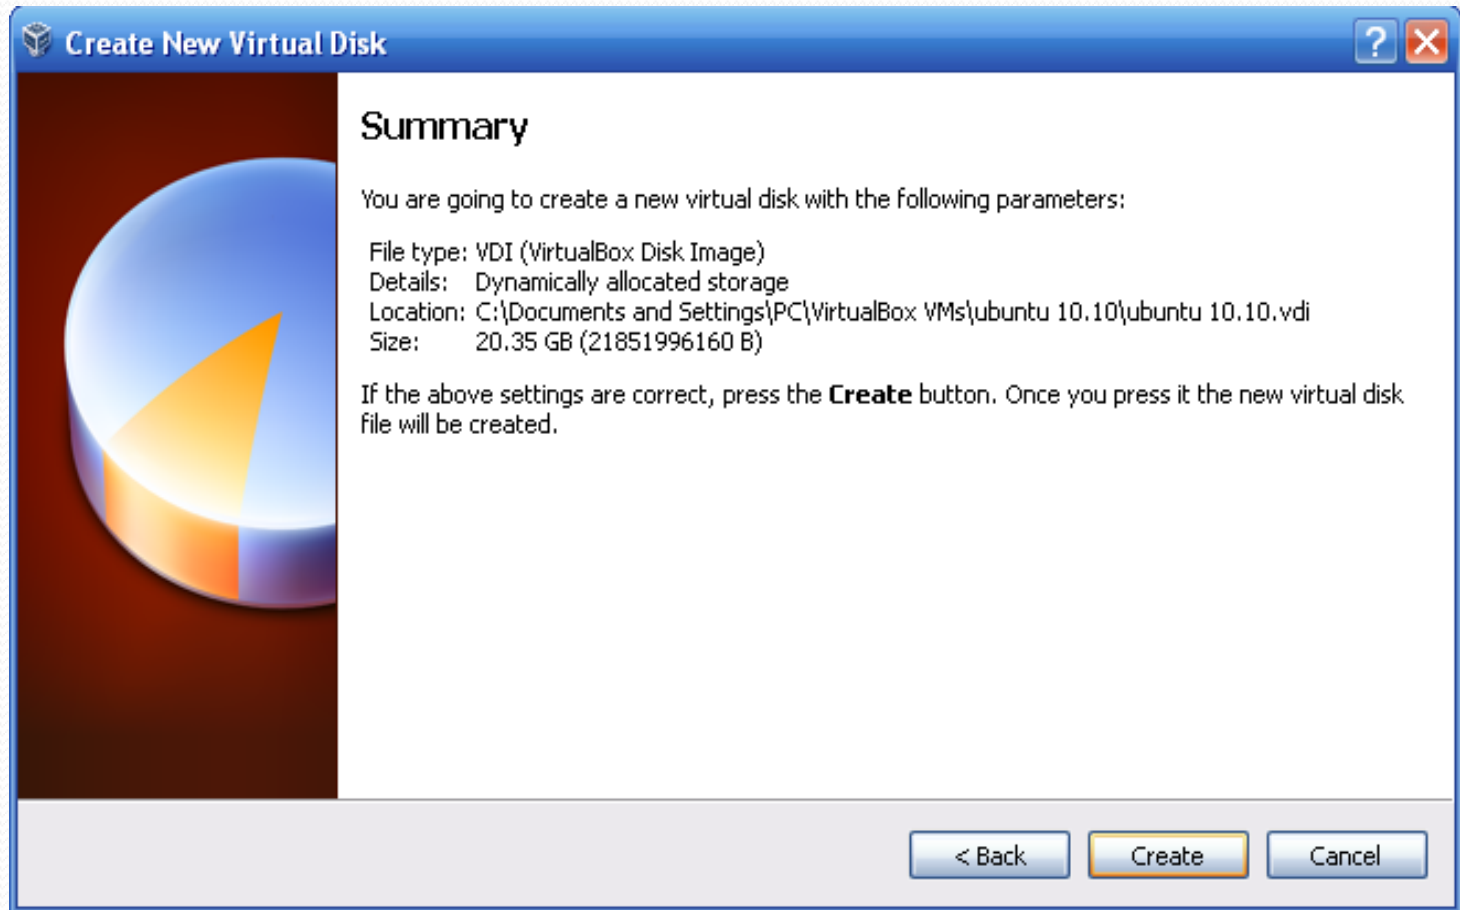 Create New Virtual Disk
?
Summary
You are going to create a new virtual disk with the following parameters:
File type: VDI (VirtualBox Disk Image)
Details: Dynamically allocated storage
Location: C:\Documents and Settings\PC\VirtualBox VMs\ubuntu 10.10\ubuntu 10.10.vdi
Size: 20.35 GB (21851996160 B)
If the above settings are correct, press the Create button. Once you press it the new virtual disk
file will be created.
< Back Create Cancel